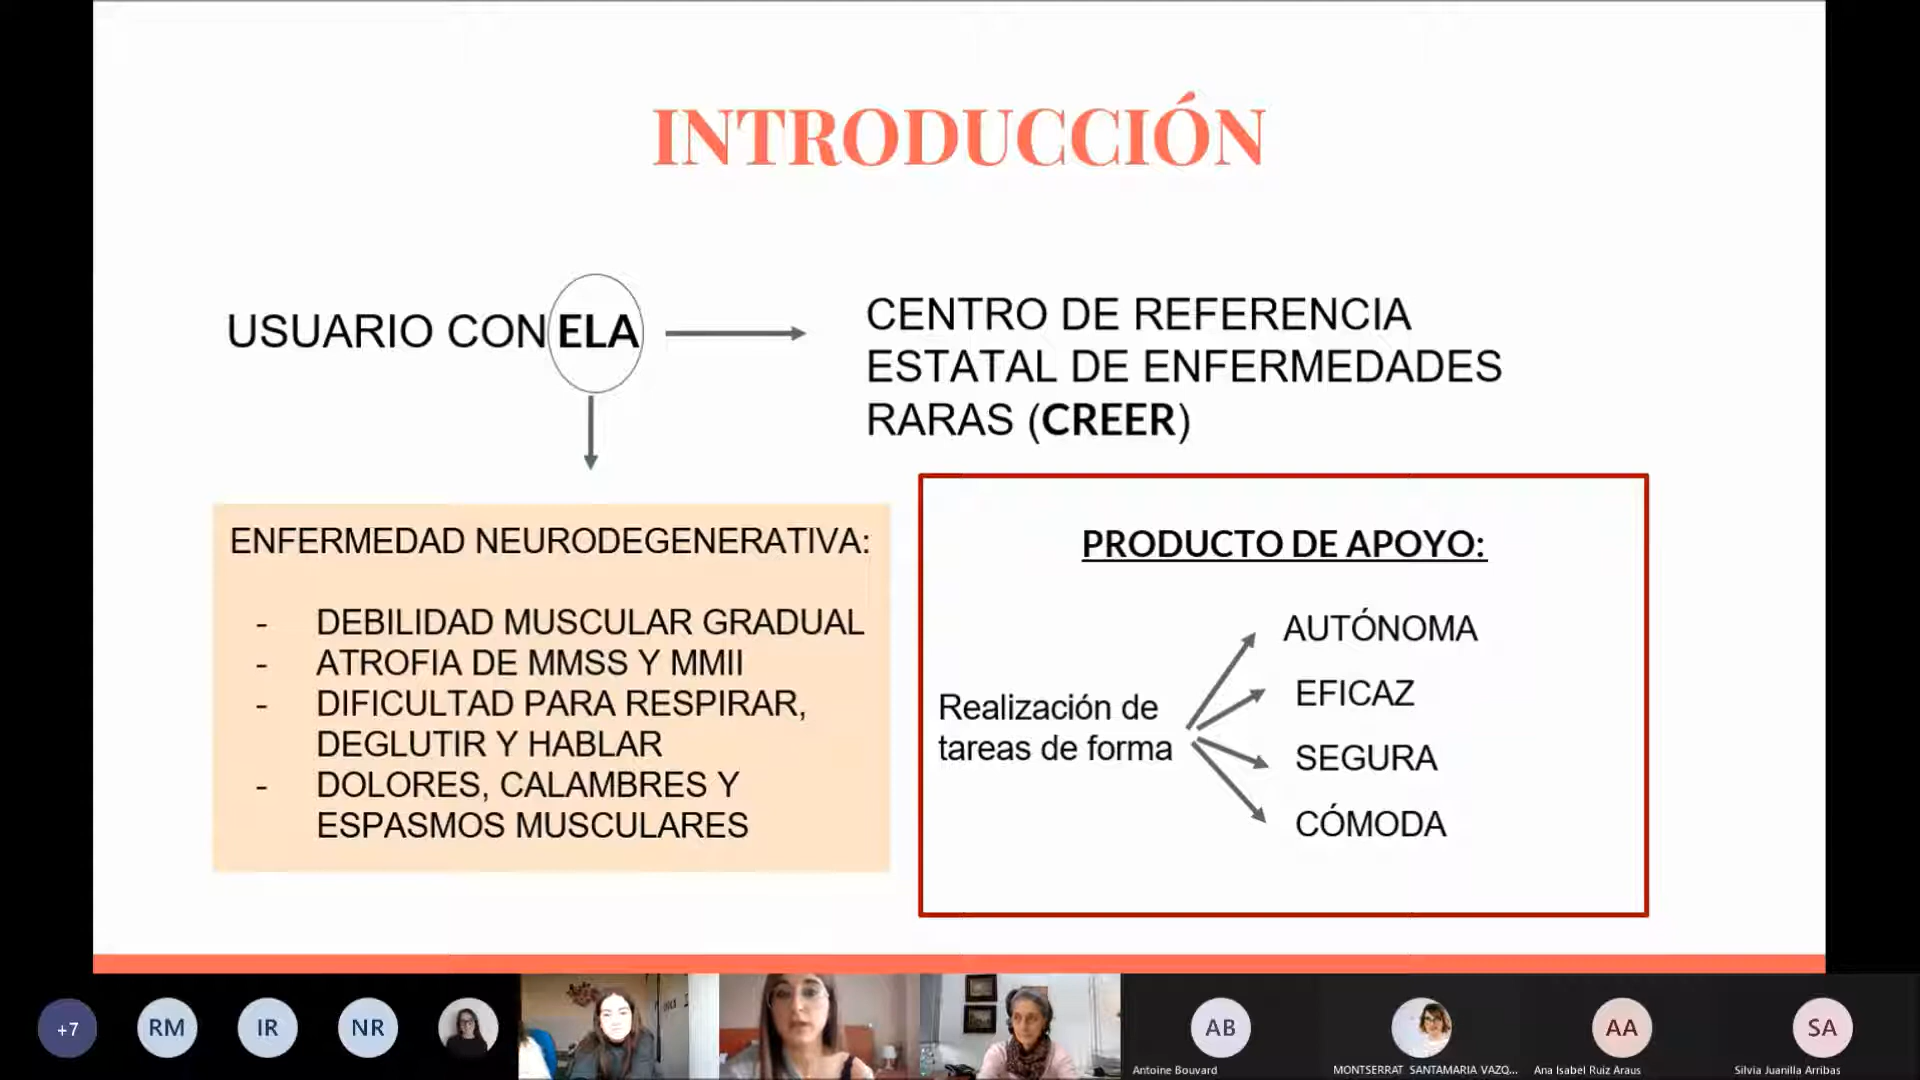 INTRODUCCIÓN
USUARIO CON ELA
CENTRO DE REFERENCIA
ESTATAL DE ENFERMEDADES
RARAS (CREER)
ENFERMEDAD NEURODEGENERATIVA:
- DEBILIDAD MUSCULAR GRADUAL
- ATROFIA DE MMSS Y MMII
- DIFICULTAD PARA RESPIRAR,
DEGLUTIR Y HABLAR
- DOLORES, CALAMBRES Y
ESPASMOS MUSCULARES
PRODUCTO DE APOYO:
Realización de
tareas de forma
AUTÓNOMA
EFICAZ
SEGURA
CÓMODA
+7
RM
IR
NR
AB
Antoine Bouvard
MONTSERRAT SANTAMARIA VAZQ...
AA
Ana Isabel Ruiz Araus
SA
Silvia Juanilla Arribas